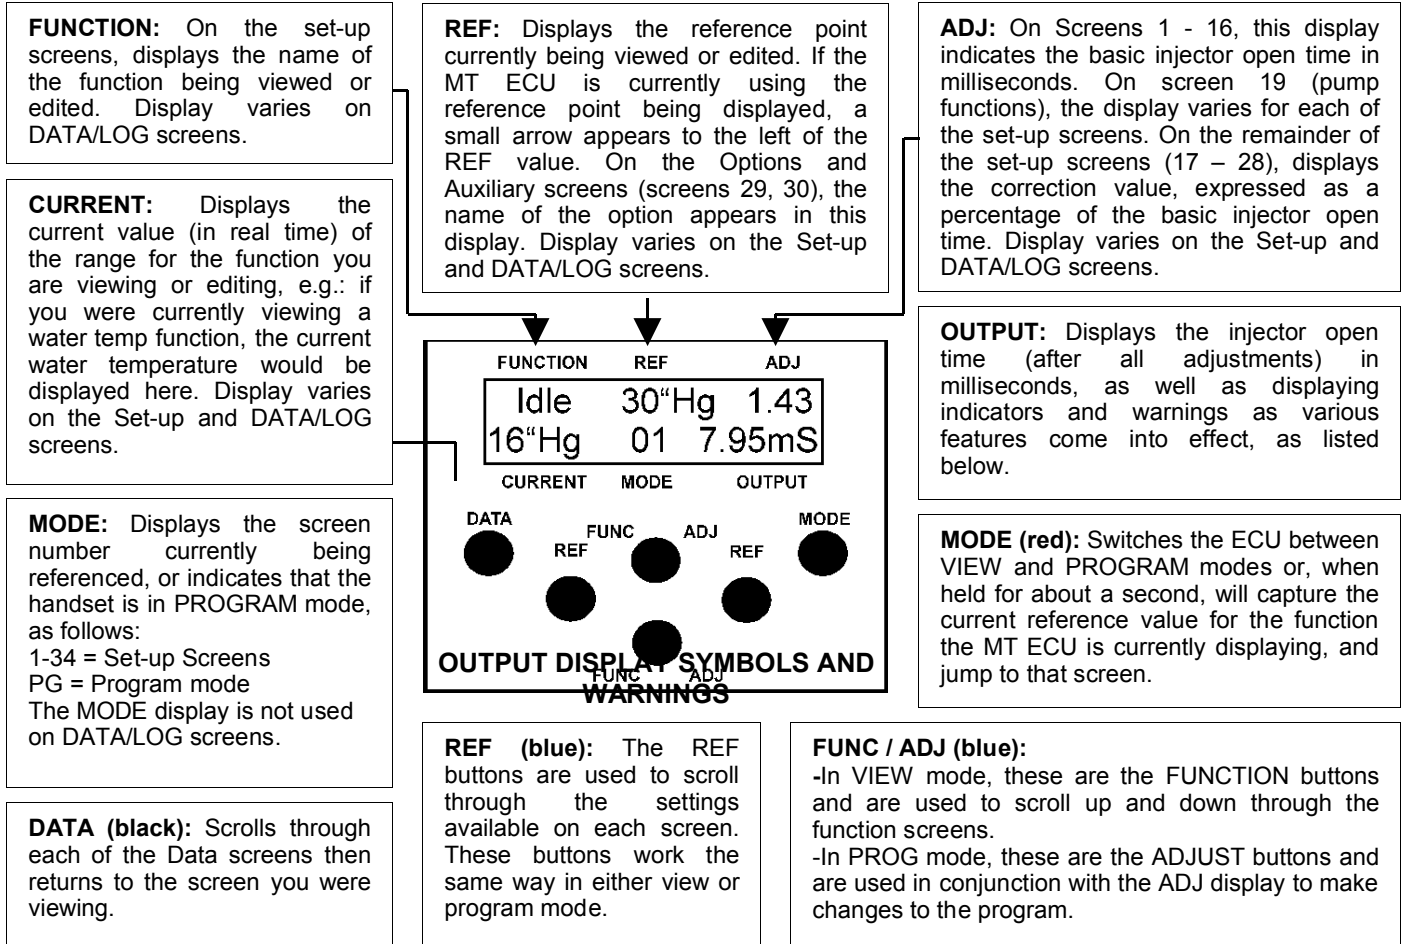 FUNCTION: On the set-up
screens, displays the name of
the function being viewed or
edited. Display varies on
DATA/LOG screens.
CURRENT: Displays the
current value (in real time) of
the range for the function you
are viewing or editing, e.g.: if
you were currently viewing a
water temp function, the current
water temperature would be
displayed here. Display varies
on the Set-up and DATA/LOG
screens.
MODE: Displays the screen
number currently being
referenced, or indicates that the
handset is in PROGRAM mode,
as follows:
1-34 = Set-up Screens
PG = Program mode
The MODE display is not used
on DATA/LOG screens.
DATA (black): Scrolls through
each of the Data screens then
returns to the screen you were
viewing.
REF: Displays the reference point
currently being viewed or edited. If the
MT ECU is currently using the
reference point being displayed, a
small arrow appears to the left of the
REF value. On the Options and
Auxiliary screens (screens 29, 30), the
name of the option appears in this
display. Display varies on the Set-up
and DATA/LOG screens.
FUNCTION REF ADJ
Idle 30“Hg 1.43
16“Hg 01 7.95mS
CURRENT MODE OUTPUT
DATA FUNC ADJ MODE
REF REF
OUTPUT DISPLAY SYMBOLS AND
FUNC ADJ
WARNINGS
REF (blue): The REF
buttons are used to scroll
through the settings
available on each screen.
These buttons work the
same way in either view or
program mode.
ADJ: On Screens 1 - 16, this display
indicates the basic injector open time in
milliseconds. On screen 19 (pump
functions), the display varies for each of
the set-up screens. On the remainder of
the set-up screens (17 – 28), displays
the correction value, expressed as a
percentage of the basic injector open
time. Display varies on the Set-up and
DATA/LOG screens.
OUTPUT: Displays the injector open
time (after all adjustments) in
milliseconds, as well as displaying
indicators and warnings as various
features come into effect, as listed
below.
MODE (red): Switches the ECU between
VIEW and PROGRAM modes or, when
held for about a second, will capture the
current reference value for the function
the MT ECU is currently displaying, and
jump to that screen.
FUNC / ADJ (blue):
-In VIEW mode, these are the FUNCTION buttons
and are used to scroll up and down through the
function screens.
-In PROG mode, these are the ADJUST buttons and
are used in conjunction with the ADJ display to make
changes to the program.